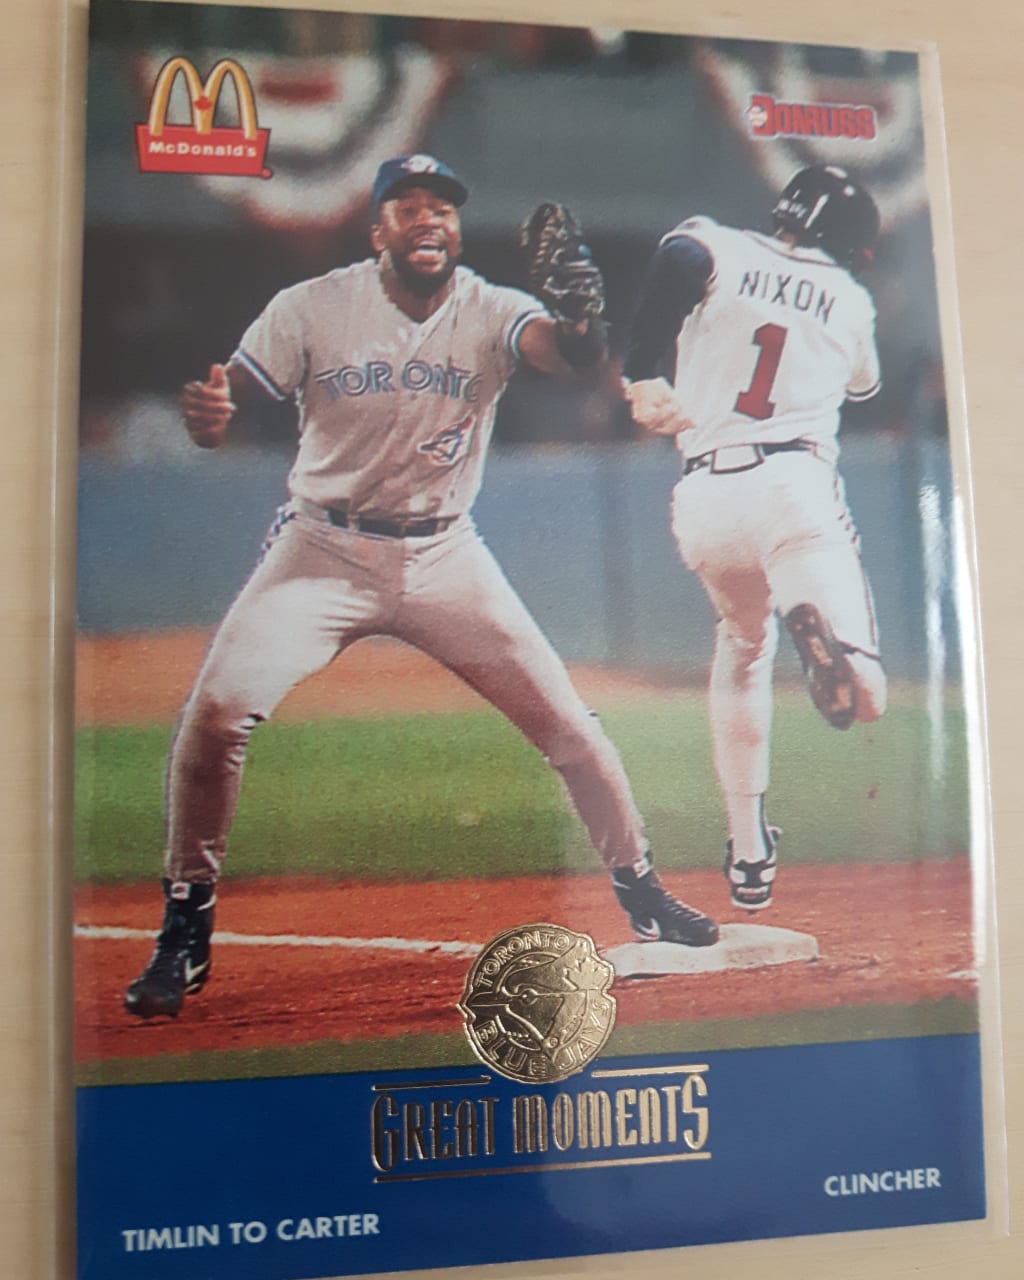 McDonald's
DONRUSS
NIXON
1
TORONTO
TORONTO
BLUE JAYS
GREAT MOMENTS
CLINCHER
TIMLIN TO CARTER